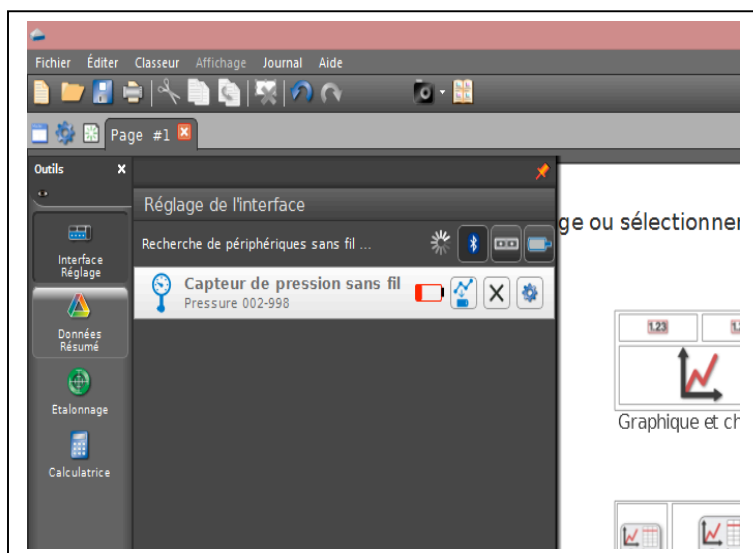 Fichier Éditer Classeur Affichage Journal Aide
Page #1
Outils x
Réglage de l'interface
ge ou sélectionner
Recherche de périphériques sans fil ...
Interface
Réglage
Capteur de pression sans fil
Pressure 002-998
Données
Résumé
1.23
Etalonnage
Graphique et ch
Calculatrice